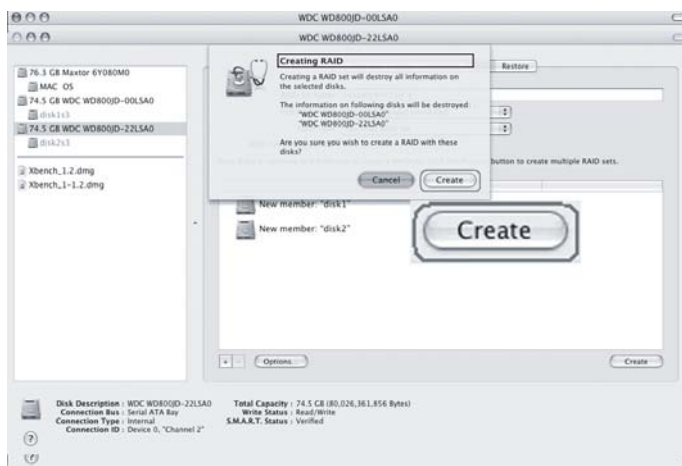 WDC WD800JD-00LSA0
WDC WD800JD-22LSA0
76.3 GB Maxtor 6Y080M0
MAC OS
74.5 GB WDC WD800JD-00LSA0
disk1s3
74.5 GB WDC WD800JD-22LSA0
disk2s3
Xbench_1.2.dmg
Xbench_1-1.2.dmg
Restore
Creating RAID
Creating a RAID set will destroy all information on
the selected disks.
The information on following disks will be destroyed:
"WDC WD800JD-00LSA0"
"WDC WD800JD-22LSA0"
Are you sure you wish to create a RAID with these
disks?
Cancel
Create
button to create multiple RAID sets.
New member: "disk1"
New member: "disk2"
Create
+ -
Options...
Create
Disk Description : WDC WD800JD-22LSA0
Connection Bus : Serial ATA Bay
Connection Type : Internal
Connection ID : Device 0, "Channel 2"
Total Capacity : 74.5 GB (80,026,361,856 Bytes)
Write Status : Read/Write
S.M.A.R.T. Status : Verified
?